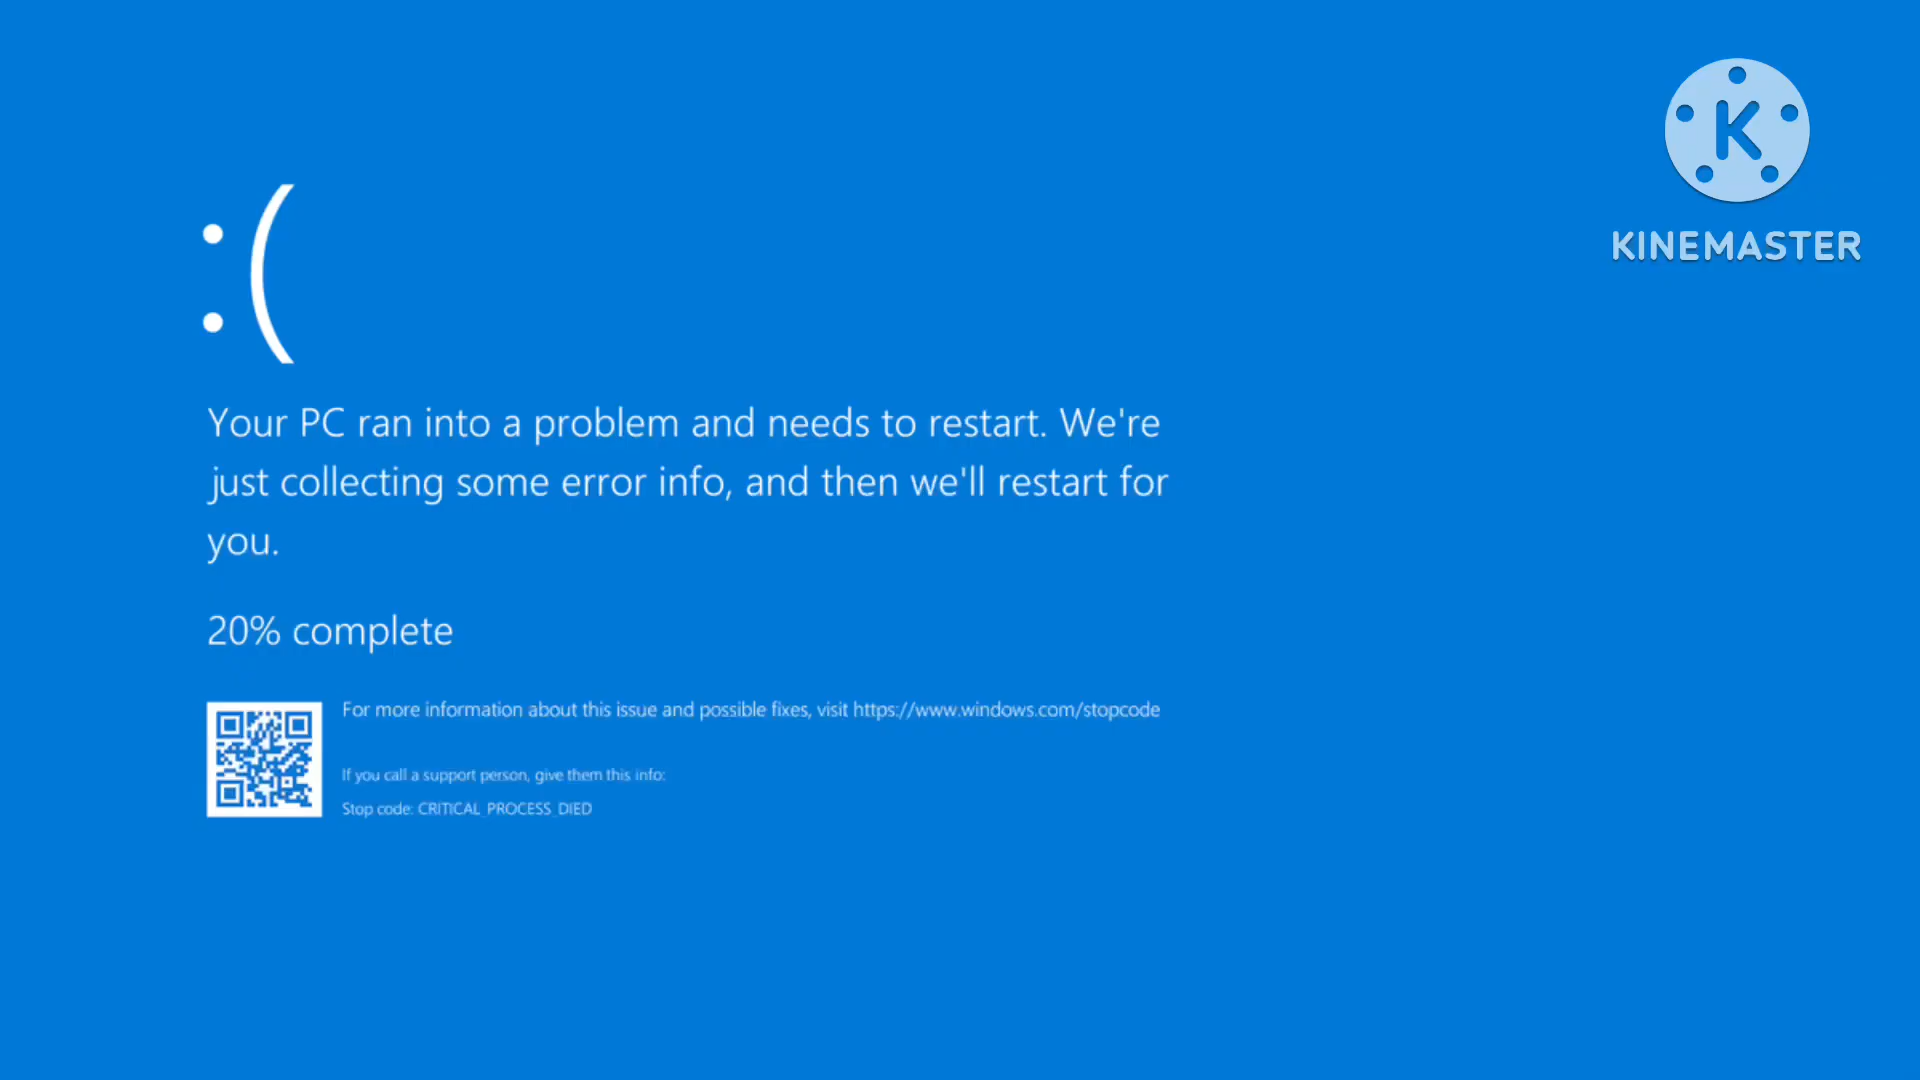 K
KINEMASTER
:(
Your PC ran into a problem and needs to restart. We're
just collecting some error info, and then we'll restart for
you.
20% complete
For more information about this issue and possible fixes, visit https://www.windows.com/stopcode
If you call a support person, give them this info:
Stop code: CRITICAL_PROCESS_DIED